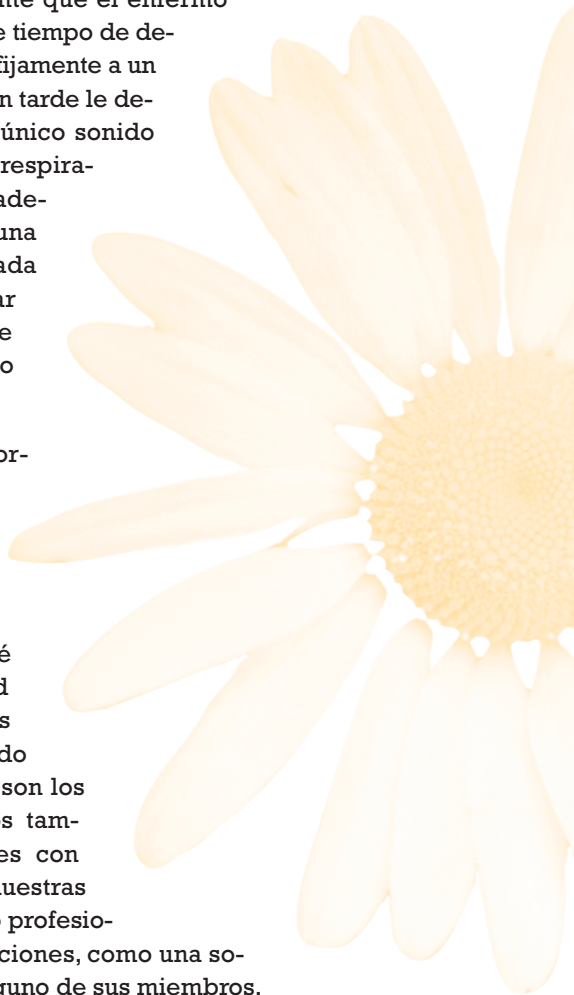 me que el enfermo
e tiempo de de-
fijamente a un
n tarde le de-
único sonido
respira-
ade-
una
ada
ar
e
o
or-
é
d
s
do
son los
s tam-
es con
uestras
profesio-
ciones, como una so-
guno de sus miembros.